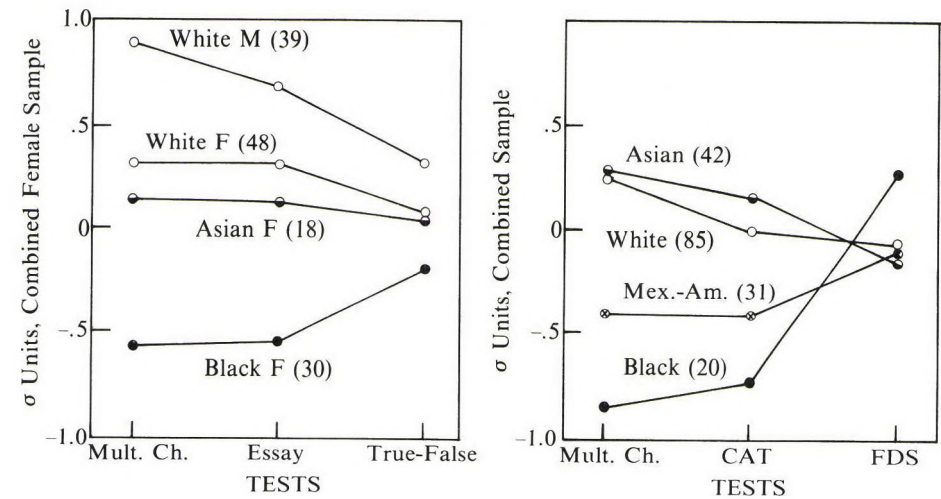 σ Units, Combined Female Sample
1.0
.5
0
-.5
-1.0
White M (39)
White F (48)
Asian F (18)
Black F (30)
Mult. Ch.
Essay
True-False
TESTS
σ Units, Combined Sample
.5
0
-.5
-1.0
Asian (42)
White (85)
Mex.-Am. (31)
Black (20)
Mult. Ch.
CAT
FDS
TESTS